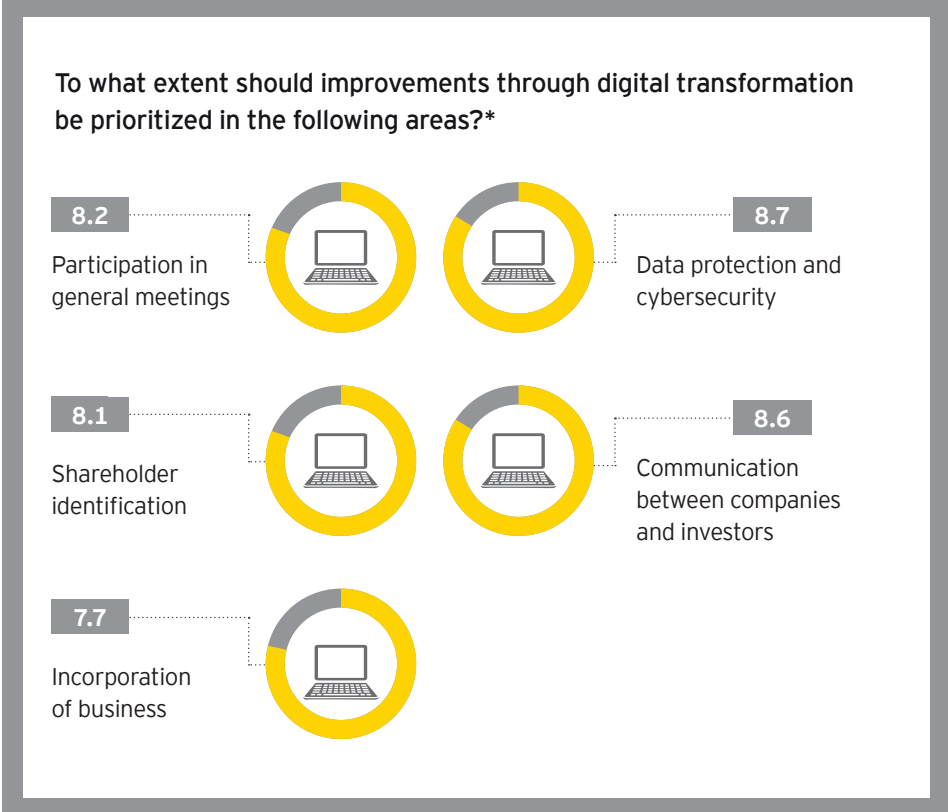 To what extent should improvements through digital transformation
be prioritized in the following areas?*
8.2
Participation in
general meetings
8.7
Data protection and
cybersecurity
8.1
Shareholder
identification
8.6
Communication
between companies
and investors
7.7
Incorporation
of business